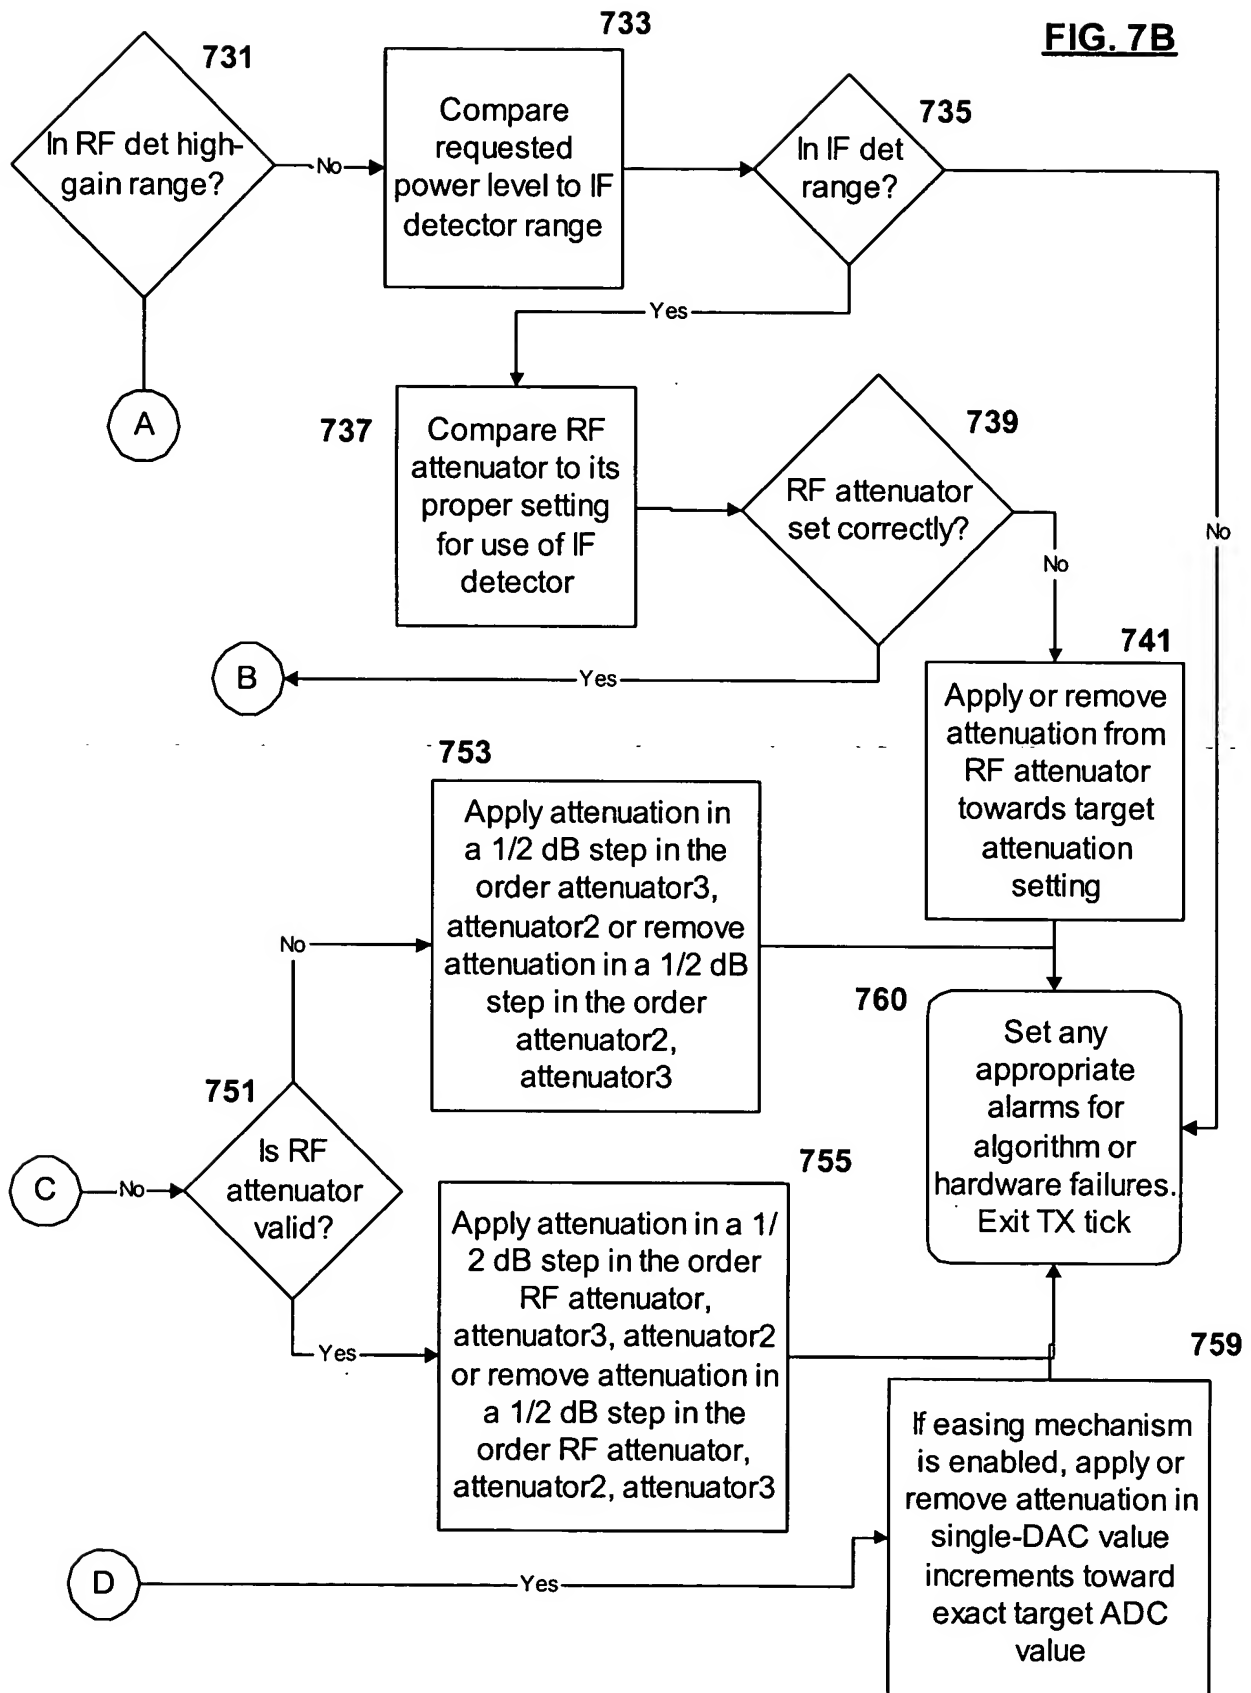 FIG. 7B
731
In RF det high-
gain range?
No
733
Compare
requested
power level to IF
detector range
735
In IF det
range?
Yes
No
A
737
Compare RF
attenuator to its
proper setting
for use of IF
detector
739
RF attenuator
set correctly?
No
Yes
B
741
Apply or remove
attenuation from
RF attenuator
towards target
attenuation
setting
753
Apply attenuation in
a 1/2 dB step in the
order attenuator3,
attenuator2 or remove
attenuation in a 1/2 dB
step in the order
attenuator2,
attenuator3
No
760
Set any
appropriate
alarms for
algorithm or
hardware failures.
Exit TX tick
751
Is RF
attenuator
valid?
C
No
Yes
755
Apply attenuation in a 1/
2 dB step in the order
RF attenuator,
attenuator3, attenuator2
or remove attenuation in
a 1/2 dB step in the
order RF attenuator,
attenuator2, attenuator3
759
If easing mechanism
is enabled, apply or
remove attenuation in
single-DAC value
increments toward
exact target ADC
value
D
Yes